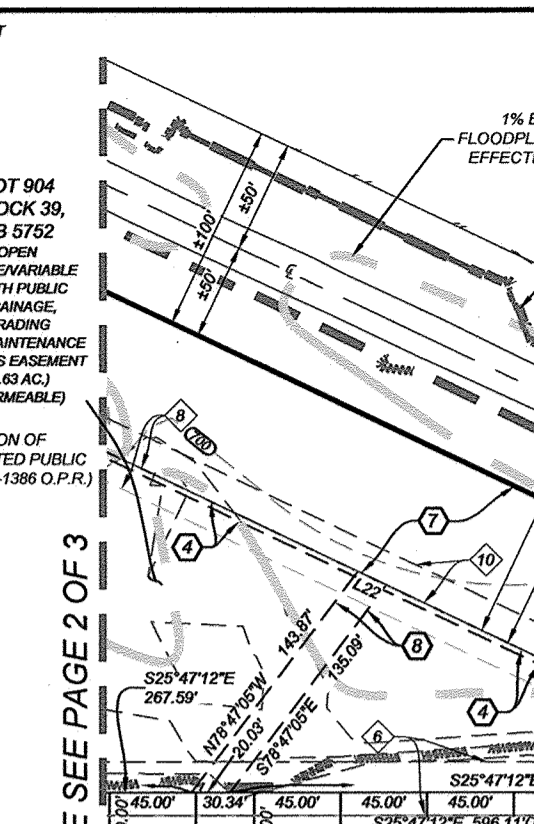 1%
FLOODPL
EFFECT
OT 904
OCK 39,
B 5752
OPEN
E/VARIABLE
TH PUBLIC
AINAGE,
RADING
AINTENANCE
S EASEMENT
.63 AC.)
RMEABLE)
ON OF
TED PUBLIC
-1386 O.P.R.)
±50'
±100'
±50'
℄
8
700
4
7
10
L22
8
4
6
143.87'
135.09'
N78°47'05"W
20.03'
S78°47'05"E
S25°47'12"E
267.59'
E SEE PAGE 2 OF 3
S25°47'12"E
45.00' 30.34' 45.00' 45.00' 45.00'
S25°47'12"E 596.11'